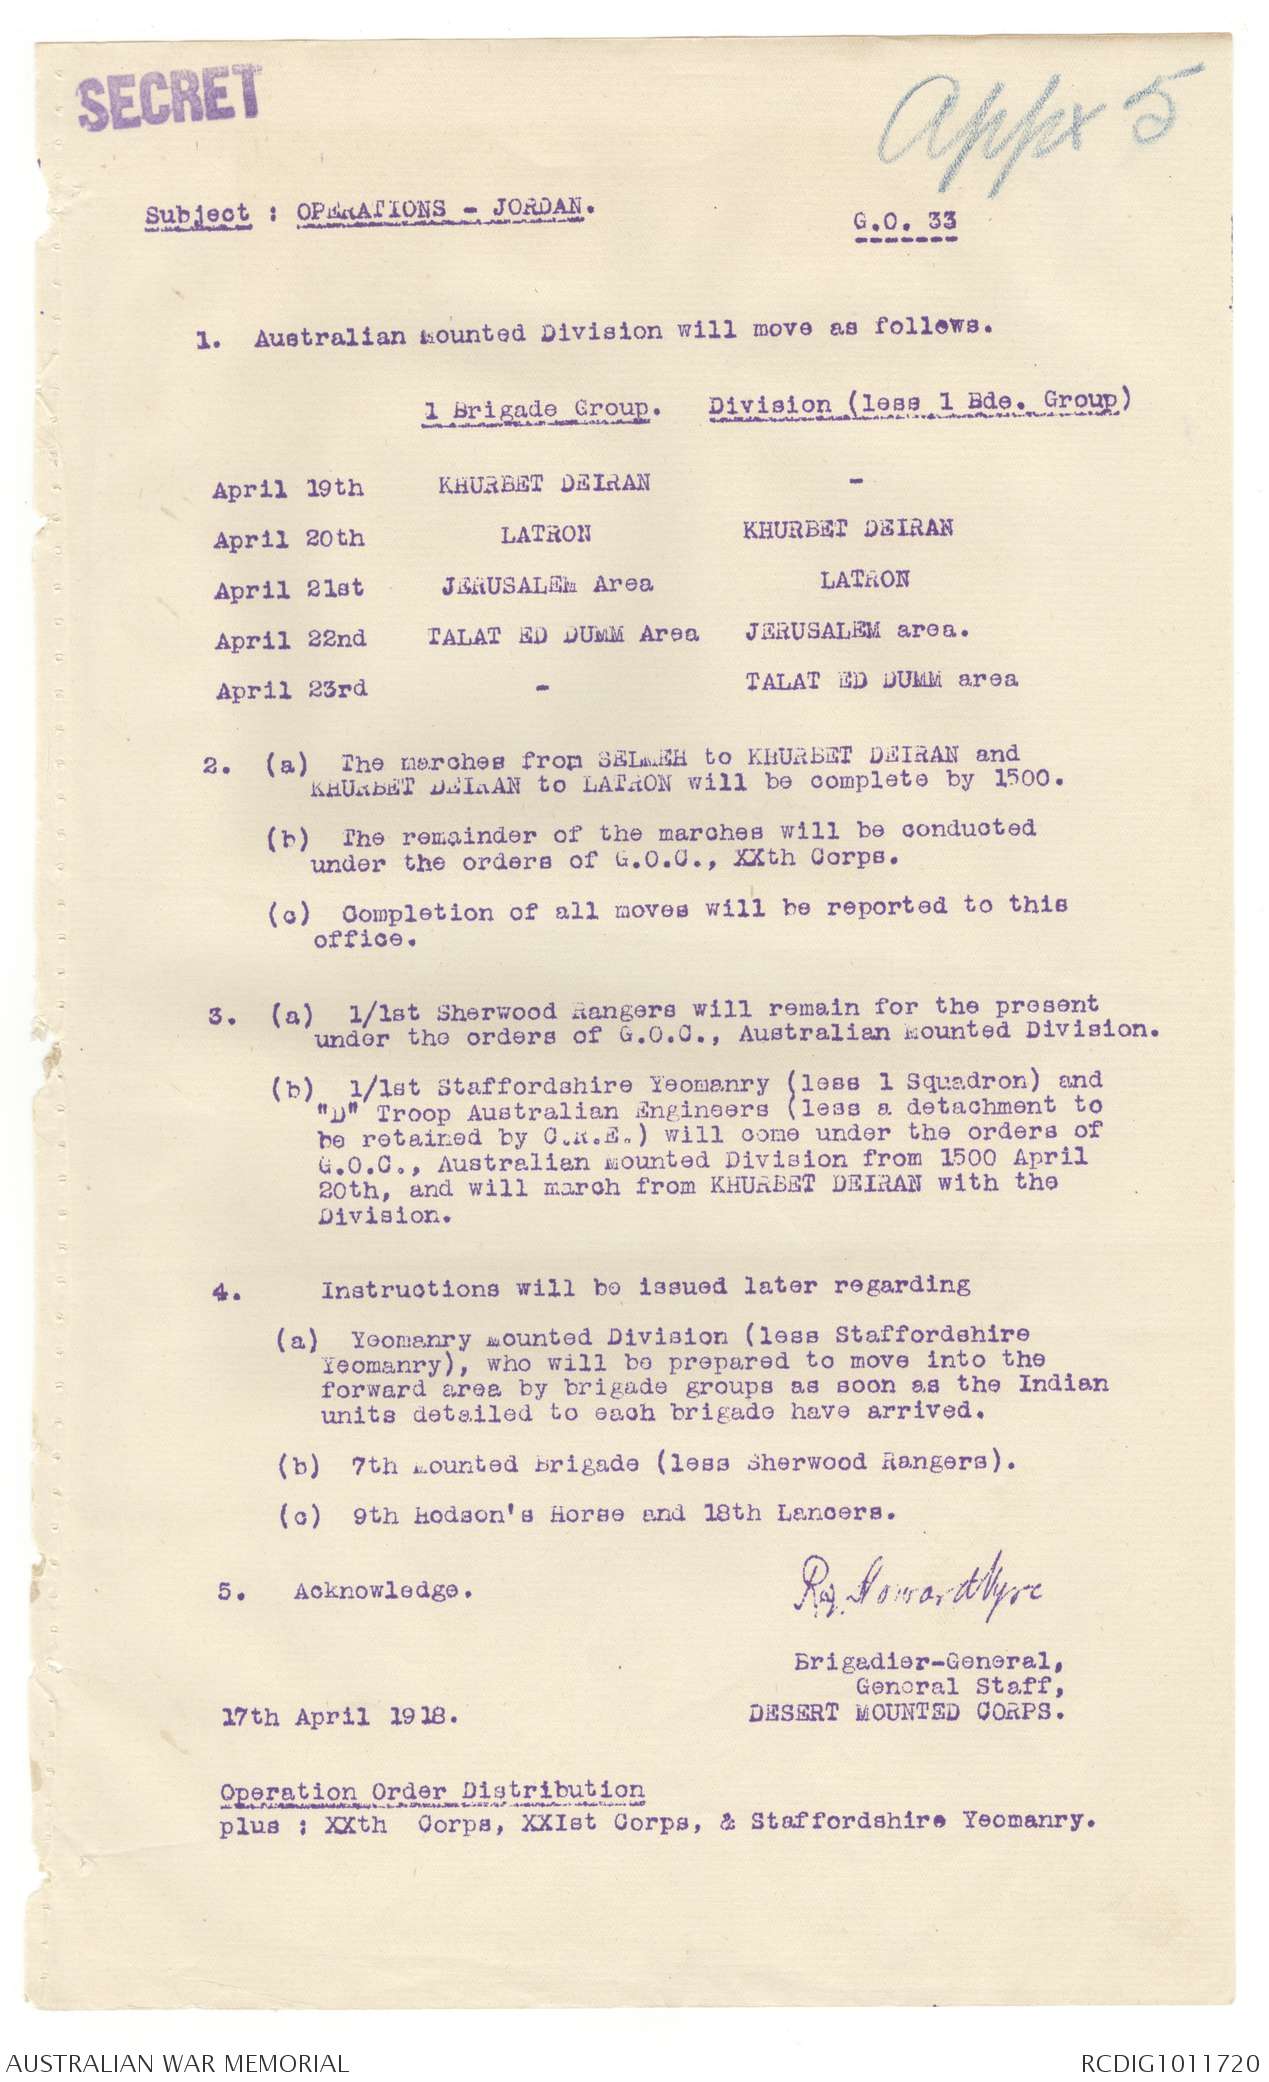 SECRET
Appx 5
Subject : OPERATIONS - JORDAN.
G.O. 33
1. Australian Mounted Division will move as follows.
1 Brigade Group. Division (less 1 Bde. Group)
April 19th KHURBET DEIRAN -
April 20th LATRON KHURBET DEIRAN
April 21st JERUSALEM Area LATRON
April 22nd TALAT ED DUMM Area JERUSALEM area.
April 23rd - TALAT ED DUMM area
2. (a) The marches from SELMEH to KHURBET DEIRAN and
KHURBET DEIRAN to LATRON will be complete by 1500.
(b) The remainder of the marches will be conducted
under the orders of G.O.C., XXth Corps.
(c) Completion of all moves will be reported to this
office.
3. (a) 1/1st Sherwood Rangers will remain for the present
under the orders of G.O.C., Australian Mounted Division.
(b) 1/1st Staffordshire Yeomanry (less 1 Squadron) and
"D" Troop Australian Engineers (less a detachment to
be retained by C.R.E.) will come under the orders of
G.O.C., Australian Mounted Division from 1500 April
20th, and will march from KHURBET DEIRAN with the
Division.
4. Instructions will be issued later regarding
(a) Yeomanry Mounted Division (less Staffordshire
Yeomanry), who will be prepared to move into the
forward area by brigade groups as soon as the Indian
units detailed to each brigade have arrived.
(b) 7th Mounted Brigade (less Sherwood Rangers).
(c) 9th Hodson's Horse and 18th Lancers.
5. Acknowledge.
Howard Vyse
Brigadier-General,
General Staff,
17th April 1918. DESERT MOUNTED CORPS.
Operation Order Distribution
plus : XXth Corps, XXIst Corps, & Staffordshire Yeomanry.
AUSTRALIAN WAR MEMORIAL RCDIG1011720